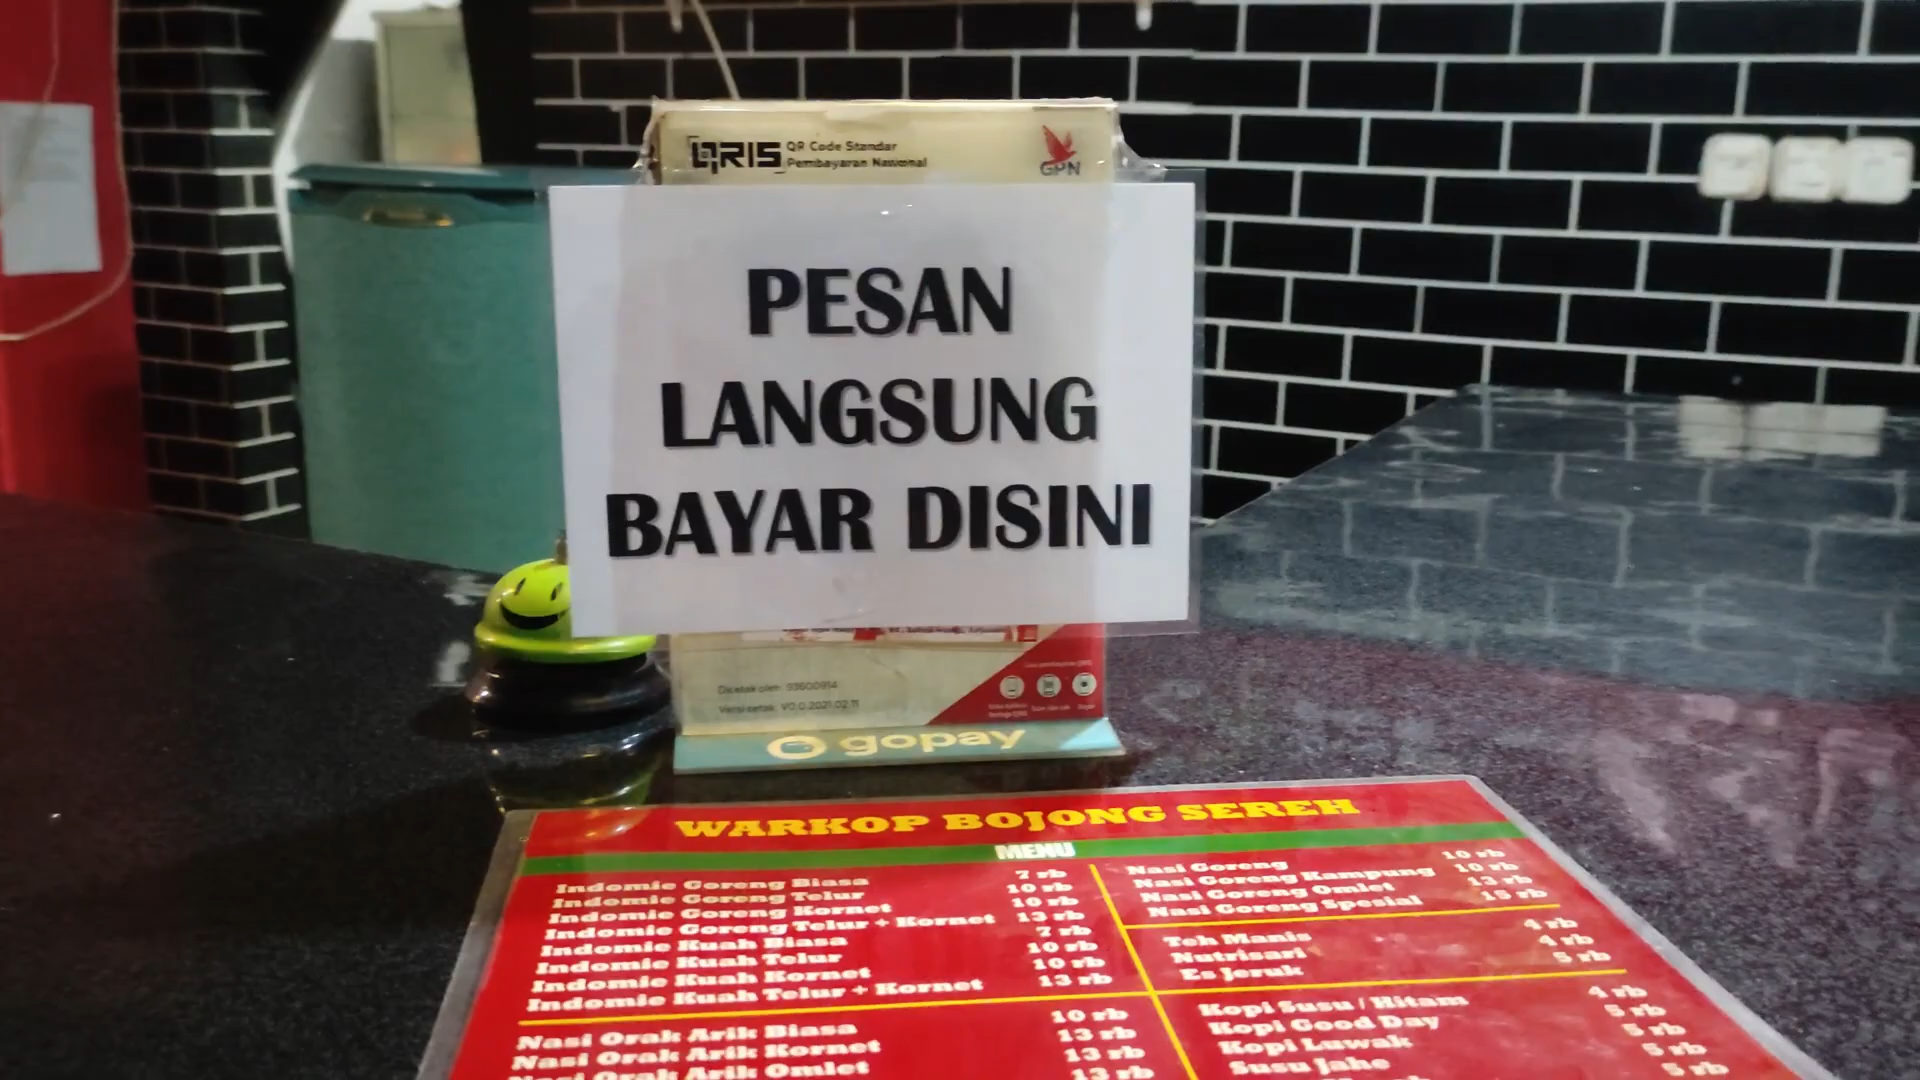 QRIS QR Code Standar
Pembayaran Nasional
GPN
PESAN
LANGSUNG
BAYAR DISINI
Dicetak oleh: 93600914
Versi cetak: V0.0.2021.02.11
gopay
WARKOP BOJONG SEREH
MENU
Indomie Goreng Biasa 7 rb
Indomie Goreng Telur 10 rb
Indomie Goreng Kornet 10 rb
Indomie Goreng Telur + Kornet 13 rb
Indomie Kuah Biasa 7 rb
Indomie Kuah Telur 10 rb
Indomie Kuah Kornet 10 rb
Indomie Kuah Telur + Kornet 13 rb
Nasi Orak Arik Biasa 10 rb
Nasi Orak Arik Kornet 13 rb
Nasi Orak Arik Omlet 13 rb
13 rb
Nasi Goreng 10 rb
Nasi Goreng Kampung 10 rb
Nasi Goreng Omlet 13 rb
Nasi Goreng Spesial 15 rb
Teh Manis 4 rb
Nutrisari 4 rb
Es Jeruk 5 rb
Kopi Susu / Hitam 4 rb
Kopi Good Day 5 rb
Kopi Luwak 5 rb
Susu Jahe 5 rb
5 rb